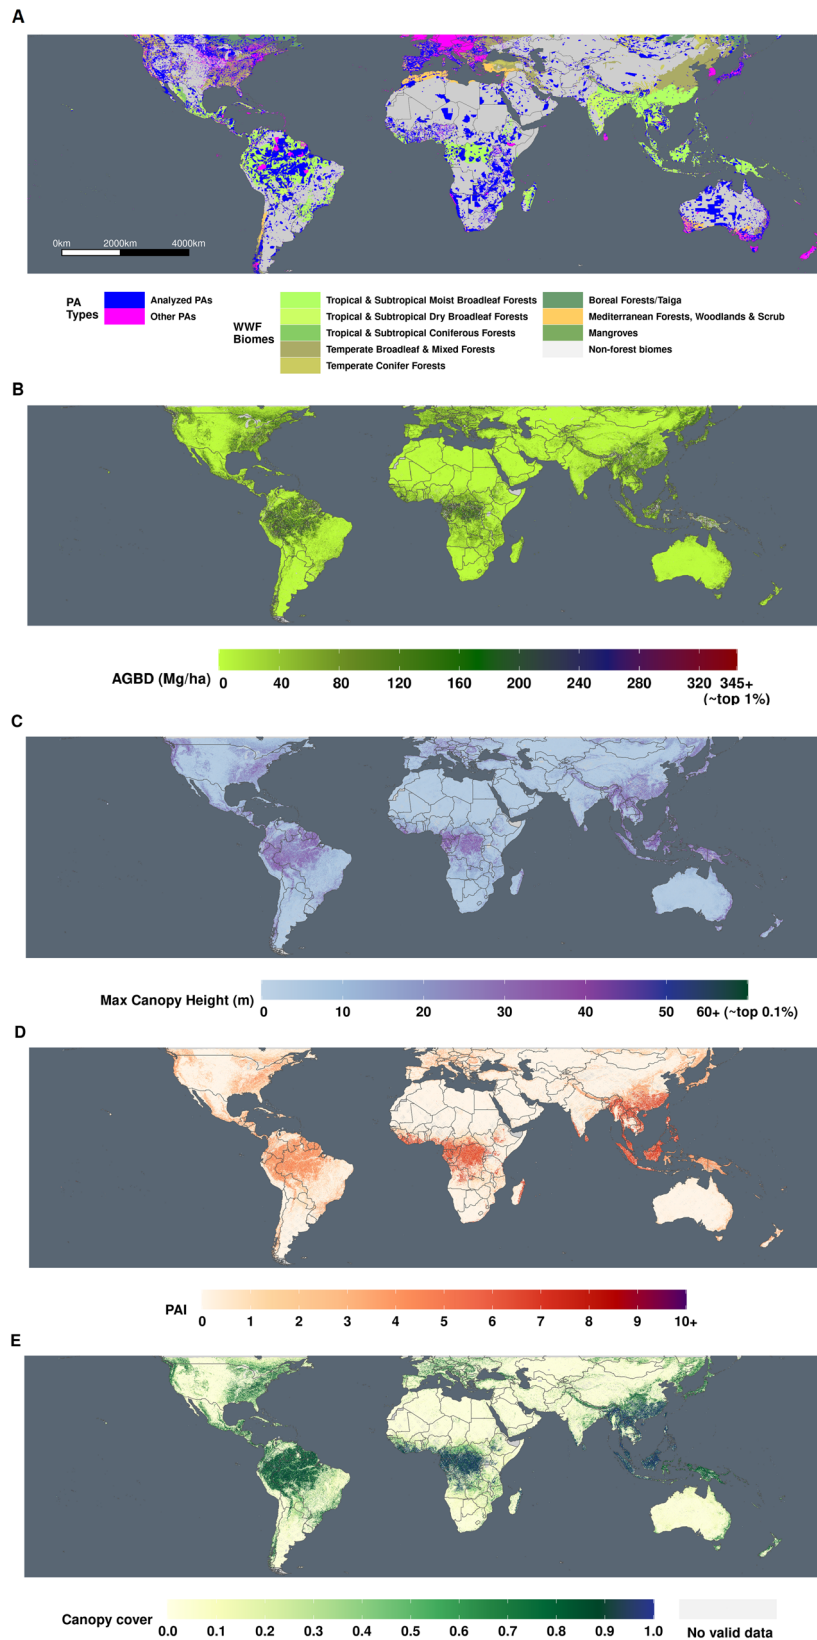 A
0km 2000km 4000km
PA Types
Analyzed PAs
Other PAs
WWF Biomes
Tropical & Subtropical Moist Broadleaf Forests
Tropical & Subtropical Dry Broadleaf Forests
Tropical & Subtropical Coniferous Forests
Temperate Broadleaf & Mixed Forests
Temperate Conifer Forests
Boreal Forests/Taiga
Mediterranean Forests, Woodlands & Scrub
Mangroves
Non-forest biomes
B
AGBD (Mg/ha)
0 40 80 120 160 200 240 280 320 345+
(~top 1%)
C
Max Canopy Height (m)
0 10 20 30 40 50 60+ (~top 0.1%)
D
PAI
0 1 2 3 4 5 6 7 8 9 10+
E
Canopy cover
0.0 0.1 0.2 0.3 0.4 0.5 0.6 0.7 0.8 0.9 1.0
No valid data